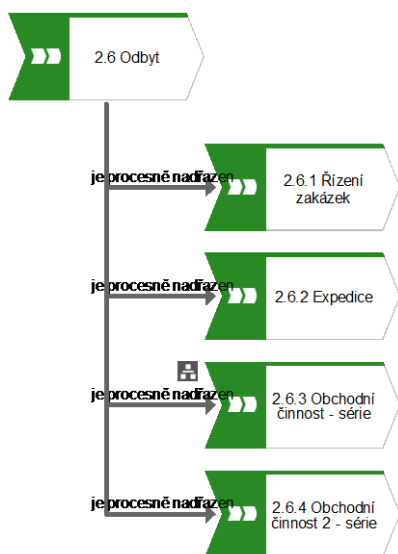 2.6 Odbyt
je procesně nadřazen
2.6.1 Řízení
zakázek
je procesně nadřazen
2.6.2 Expedice
je procesně nadřazen
2.6.3 Obchodní
činnost - série
je procesně nadřazen
2.6.4 Obchodní
činnost 2 - série